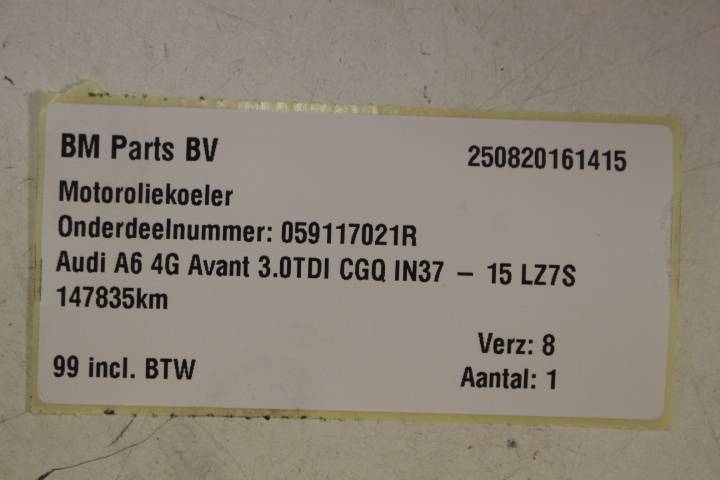 BM Parts BV 250820161415
Motoroliekoeler
Onderdeelnummer: 059117021R
Audi A6 4G Avant 3.0TDI CGQ IN37 – 15 LZ7S
147835km
Verz: 8
99 incl. BTW Aantal: 1